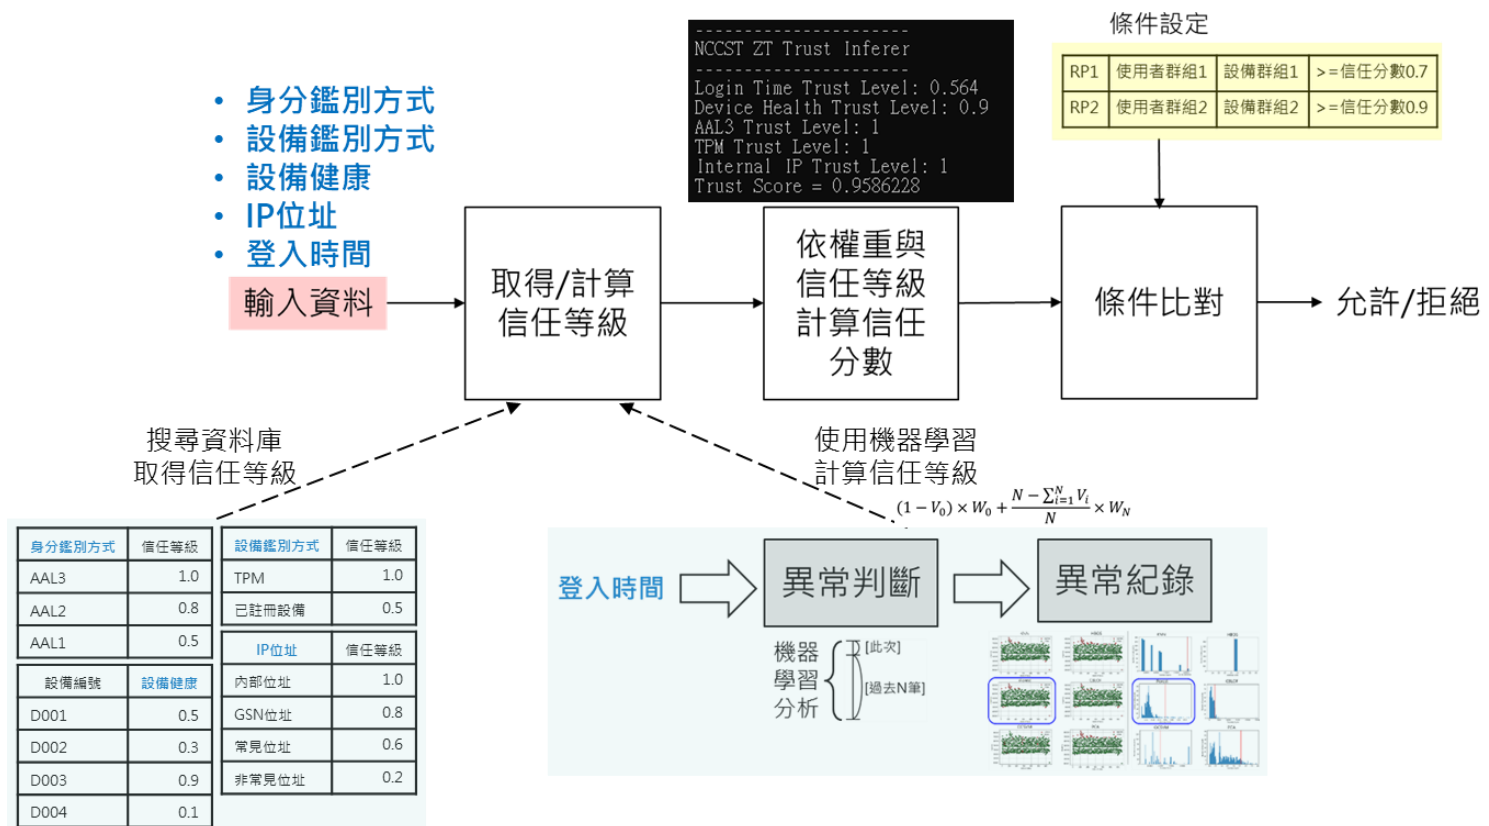 條件設定
RP1 使用者群組1 設備群組1 >=信任分數0.7
RP2 使用者群組2 設備群組2 >=信任分數0.9
----------------------
NCCST ZT Trust Inferer
----------------------
Login Time Trust Level: 0.564
Device Health Trust Level: 0.9
AAL3 Trust Level: 1
TPM Trust Level: 1
Internal IP Trust Level: 1
Trust Score = 0.9586228
• 身分鑑別方式
• 設備鑑別方式
• 設備健康
• IP位址
• 登入時間
輸入資料
取得/計算
信任等級
依權重與
信任等級
計算信任
分數
條件比對
允許/拒絕
搜尋資料庫
取得信任等級
使用機器學習
計算信任等級
(1 − V₀) × W₀ + (N − ∑ᵢ₌₁ᴺ Vᵢ)/N × W_N
身分鑑別方式 信任等級
AAL3 1.0
AAL2 0.8
AAL1 0.5
設備編號 設備健康
D001 0.5
D002 0.3
D003 0.9
D004 0.1
設備鑑別方式 信任等級
TPM 1.0
已註冊設備 0.5
IP位址 信任等級
內部位址 1.0
GSN位址 0.8
常見位址 0.6
非常見位址 0.2
登入時間
異常判斷
異常紀錄
機器
學習
分析
[此次]
[過去N筆]